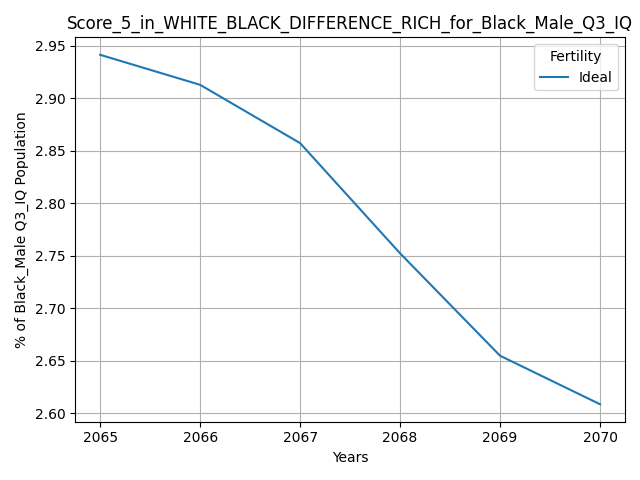 Score_5_in_WHITE_BLACK_DIFFERENCE_RICH_for_Black_Male_Q3_IQ
Fertility
Ideal
2.95
2.90
2.85
2.80
2.75
2.70
2.65
2.60
% of Black_Male Q3_IQ Population
2065 2066 2067 2068 2069 2070
Years